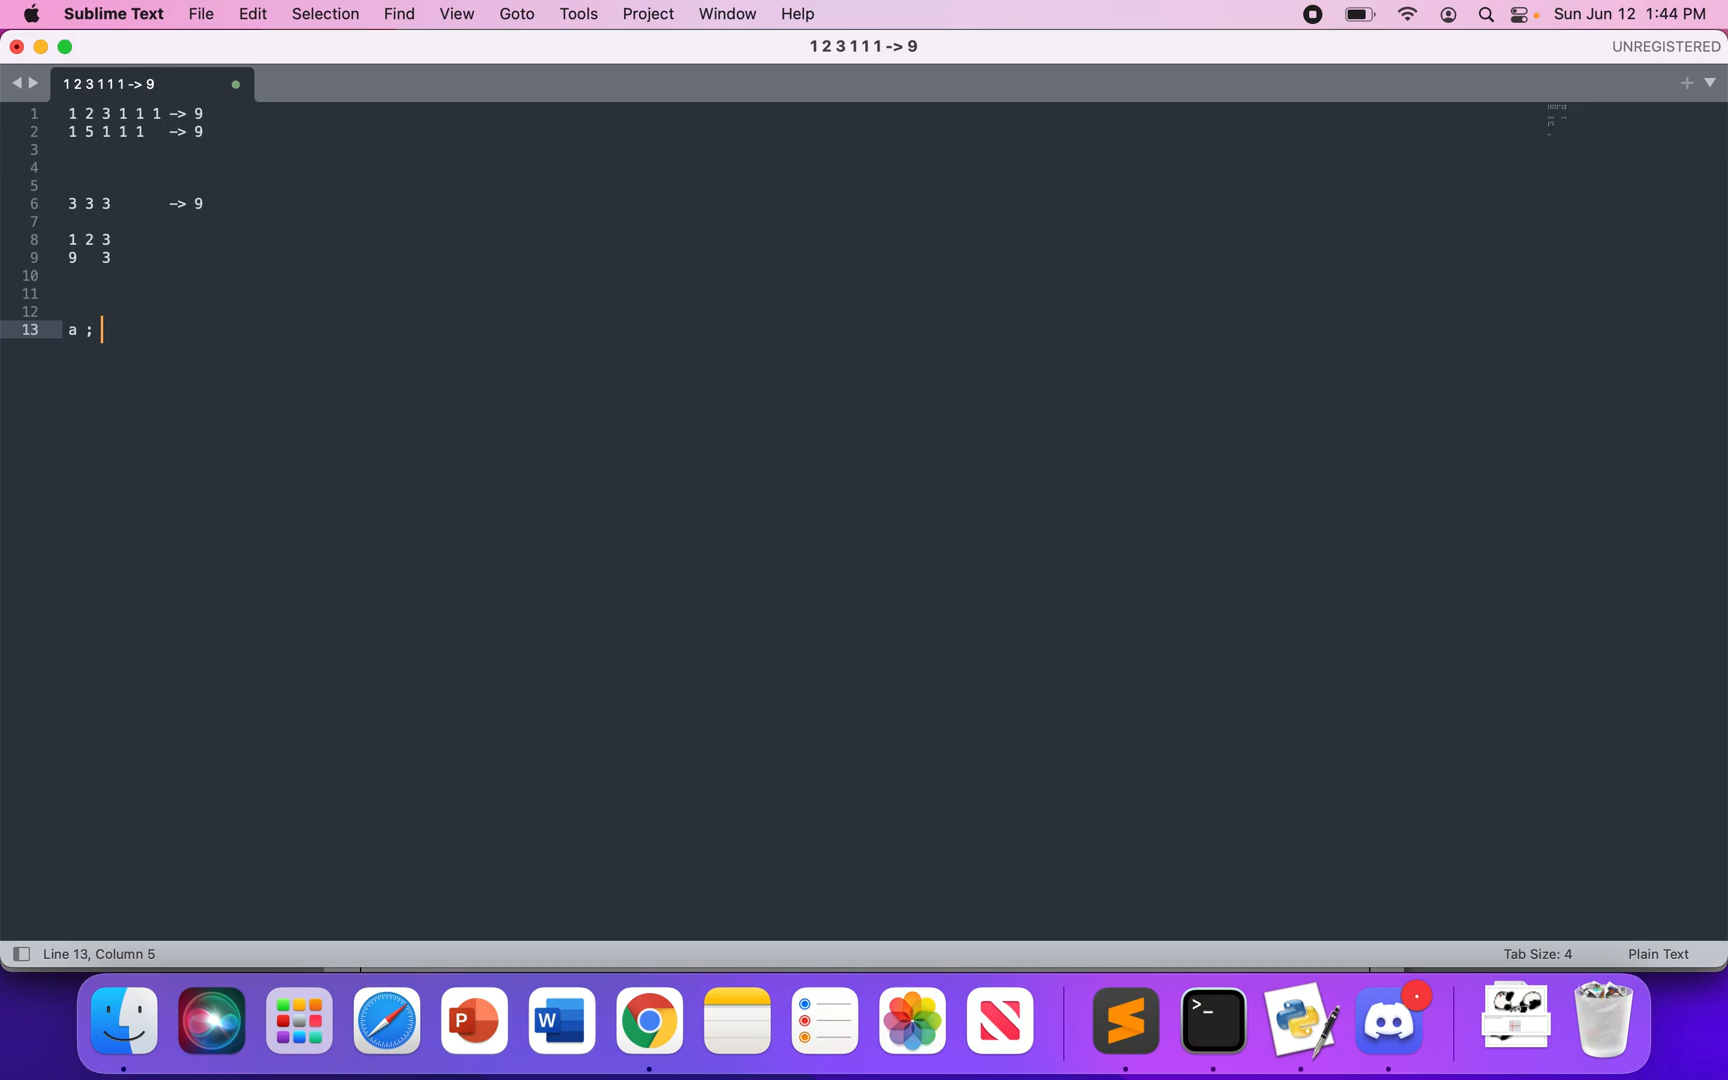 Sublime Text File Edit Selection Find View Goto Tools Project Window Help Sun Jun 12 1:44 PM
1 2 3 1 1 1 -> 9 UNREGISTERED
1 2 3 1 1 1 -> 9
1 1 2 3 1 1 1 —> 9
2 1 5 1 1 1 —> 9
3
4
5
6 3 3 3 —> 9
7
8 1 2 3
9 9 3
10
11
12
13 a ;
Line 13, Column 5 Tab Size: 4 Plain Text
P W >_